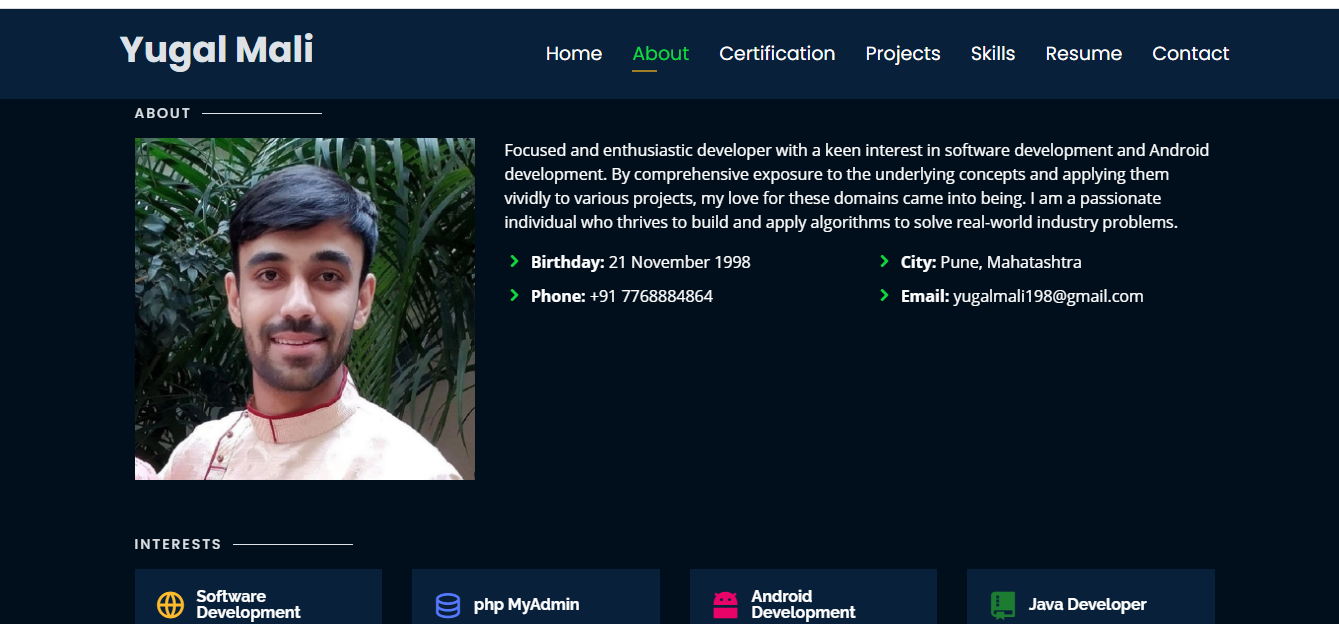 Yugal Mali
Home About Certification Projects Skills Resume Contact
ABOUT
Focused and enthusiastic developer with a keen interest in software development and Android
development. By comprehensive exposure to the underlying concepts and applying them
vividly to various projects, my love for these domains came into being. I am a passionate
individual who thrives to build and apply algorithms to solve real-world industry problems.
Birthday: 21 November 1998
City: Pune, Mahatashtra
Phone: +91 7768884864
Email: yugalmali198@gmail.com
INTERESTS
Software
Development
php MyAdmin
Android
Development
Java Developer